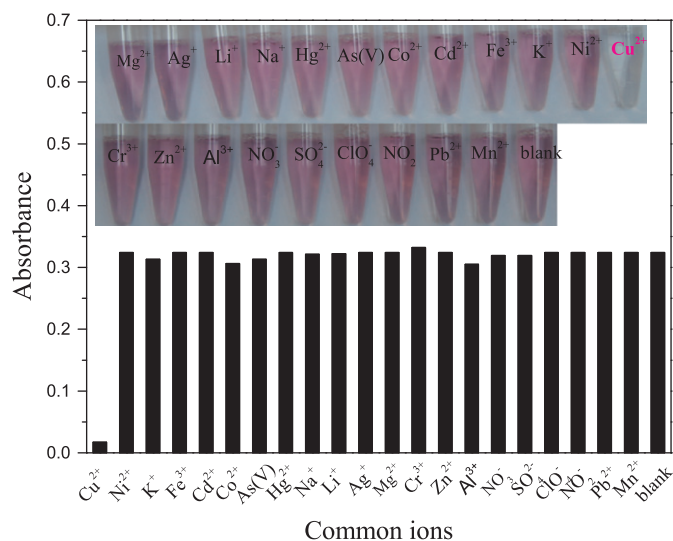 0.7
Mg²⁺ Ag⁺ Li⁺ Na⁺ Hg²⁺ As(V) Co²⁺ Cd²⁺ Fe³⁺ K⁺ Ni²⁺ Cu²⁺
0.6
0.5
Cr³⁺ Zn²⁺ Al³⁺ NO₃⁻ SO₄²⁻ ClO₄⁻ NO₂⁻ Pb²⁺ Mn²⁺ blank
0.4
0.3
0.2
0.1
0.0
Absorbance
Cu²⁺ Ni²⁺ K⁺ Fe³⁺ Cd²⁺ Co²⁺ As(V) Hg²⁺ Na⁺ Li⁺ Ag⁺ Mg²⁺ Cr³⁺ Zn²⁺ Al³⁺ NO₃⁻ SO₄²⁻ ClO₄⁻ NO₂⁻ Pb²⁺ Mn²⁺ blank
Common ions